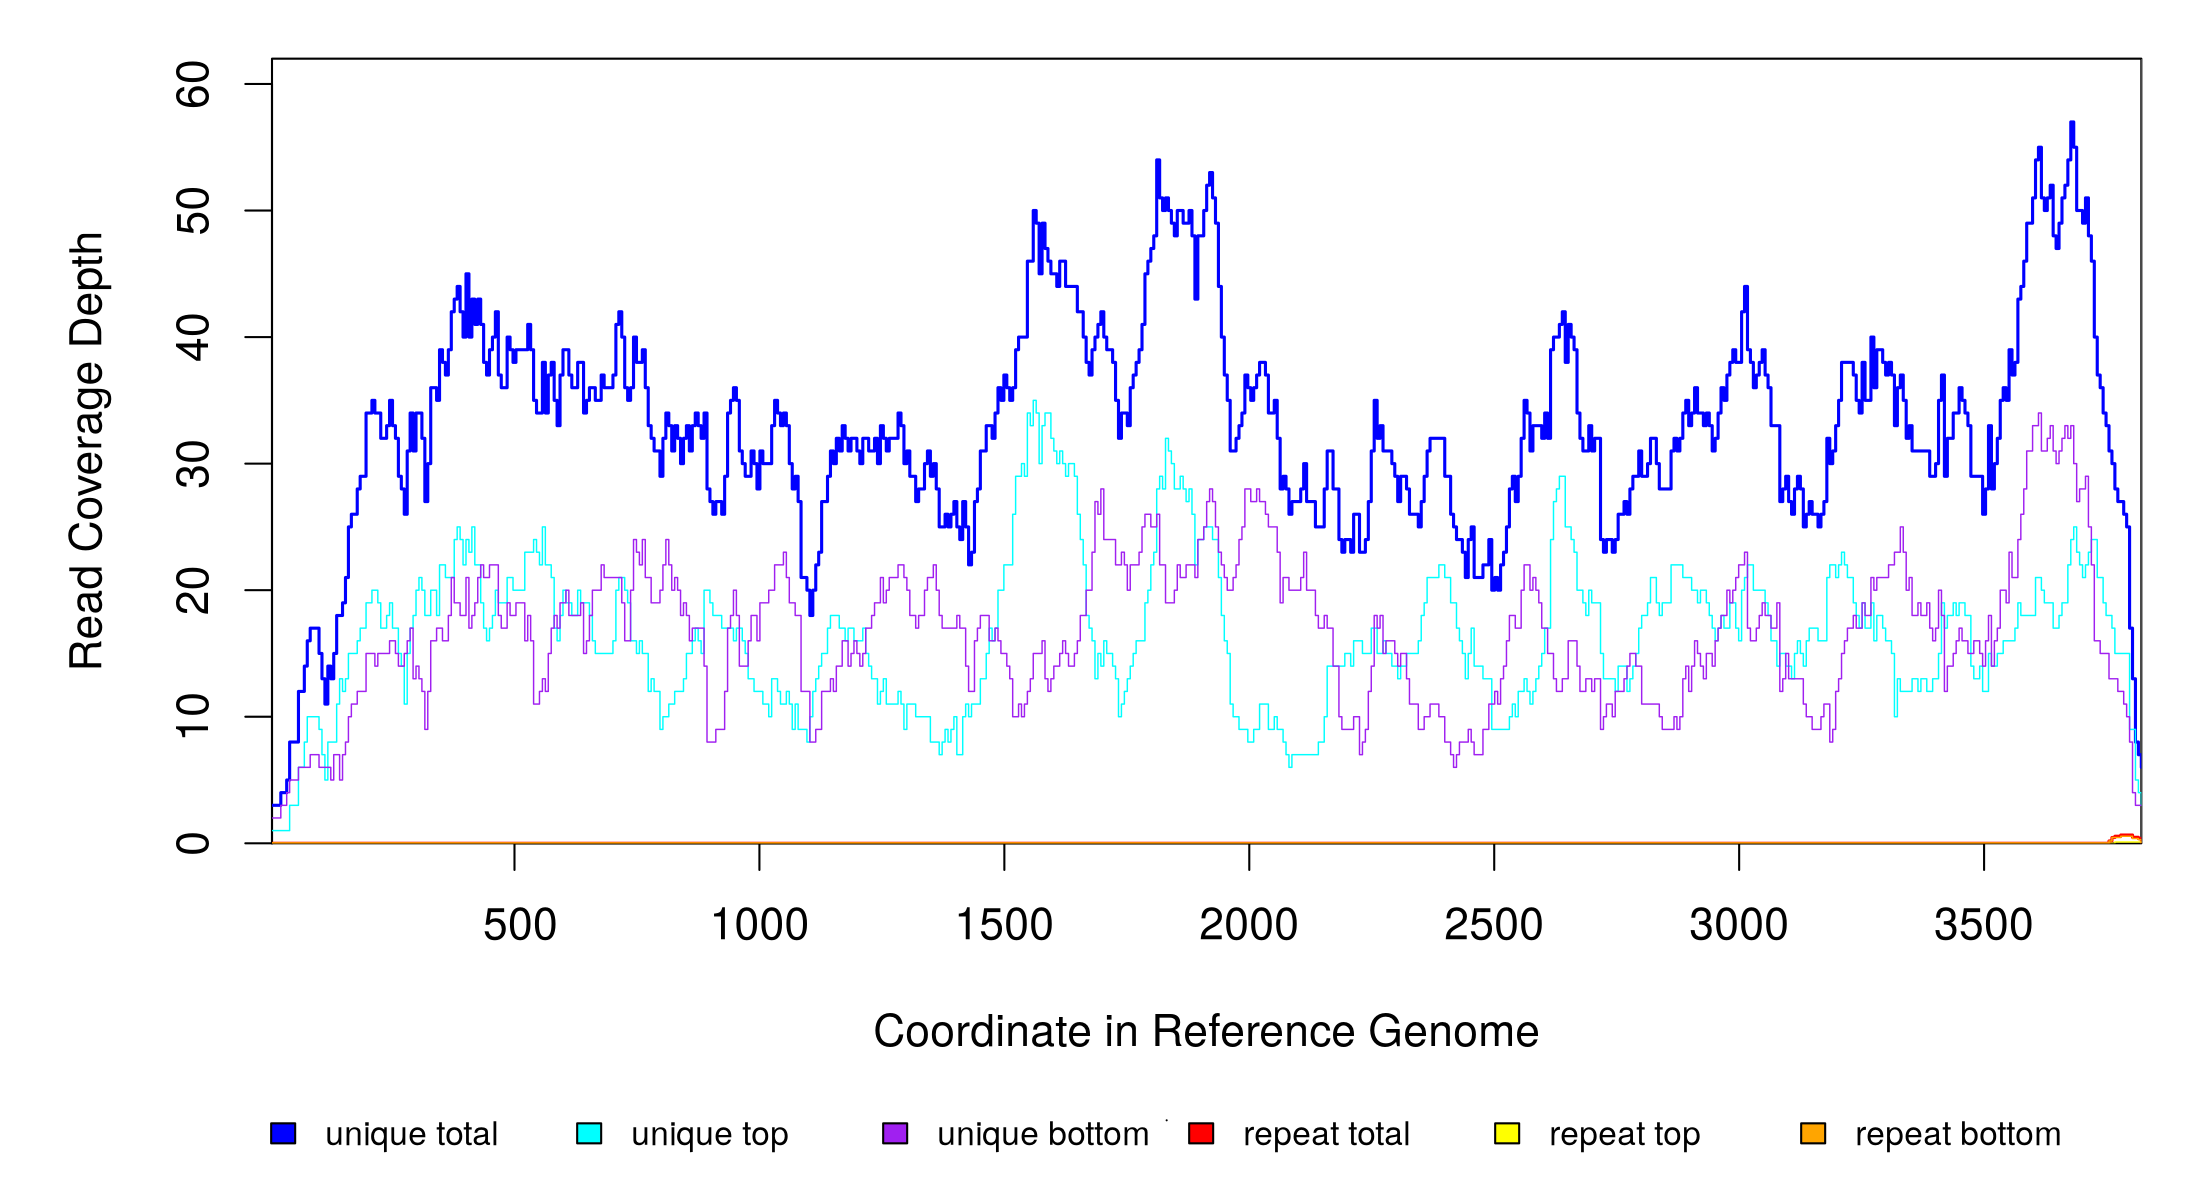 Read Coverage Depth
60
50
40
30
20
10
0
500 1000 1500 2000 2500 3000 3500
Coordinate in Reference Genome
unique total unique top unique bottom repeat total repeat top repeat bottom